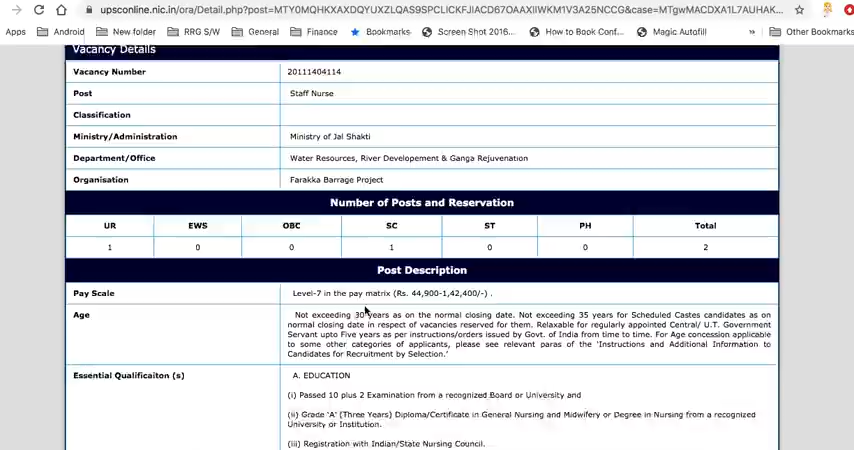 upsconline.nic.in/ora/Detail.php?post=MTY0MQHKXAXDQYUXZLQAS9SPCLICKFJIACD67OAAXIIWKM1V3A25NCCG&case=MTgwMACDXA1L7AUHAK...
Apps Android New folder RRG S/W General Finance Bookmarks Screen Shot 2016... How to Book Conf... Magic Autofill » Other Bookmarks
Vacancy Details
Vacancy Number 20111404114
Post Staff Nurse
Classification
Ministry/Administration Ministry of Jal Shakti
Department/Office Water Resources, River Developement & Ganga Rejuvenation
Organisation Farakka Barrage Project
Number of Posts and Reservation
UR EWS OBC SC ST PH Total
1 0 0 1 0 0 2
Post Description
Pay Scale Level-7 in the pay matrix (Rs. 44,900-1,42,400/-) .
Age Not exceeding 30 years as on the normal closing date. Not exceeding 35 years for Scheduled Castes candidates as on
normal closing date in respect of vacancies reserved for them. Relaxable for regularly appointed Central/ U.T. Government
Servant upto Five years as per instructions/orders issued by Govt. of India from time to time. For Age concession applicable
to some other categories of applicants, please see relevant paras of the 'Instructions and Additional Information to
Candidates for Recruitment by Selection.'
Essential Qualificaiton (s) A. EDUCATION
(i) Passed 10 plus 2 Examination from a recognized Board or University and
(ii) Grade 'A' (Three Years) Diploma/Certificate in General Nursing and Midwifery or Degree in Nursing from a recognized
University or Institution.
(iii) Registration with Indian/State Nursing Council.